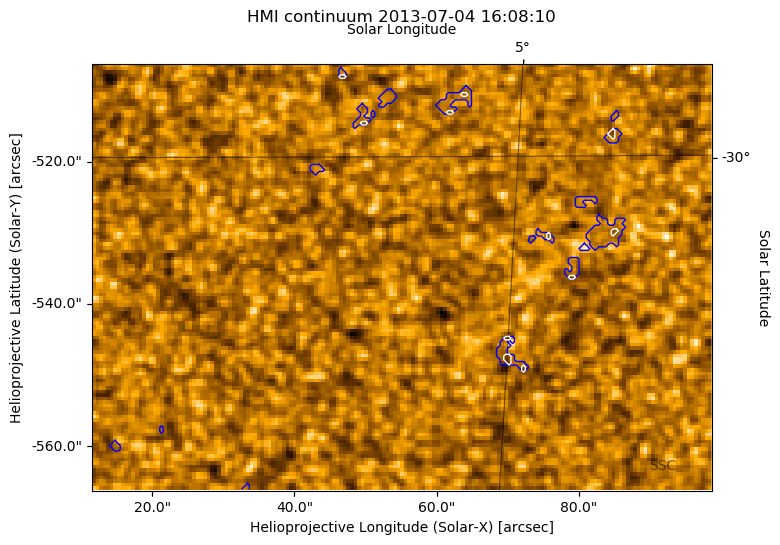 HMI continuum 2013-07-04 16:08:10
Solar Longitude
5°
-520.0"
-30°
Helioprojective Latitude (Solar-Y) [arcsec]
Solar Latitude
-540.0"
-560.0"
SSC
20.0" 40.0" 60.0" 80.0"
Helioprojective Longitude (Solar-X) [arcsec]